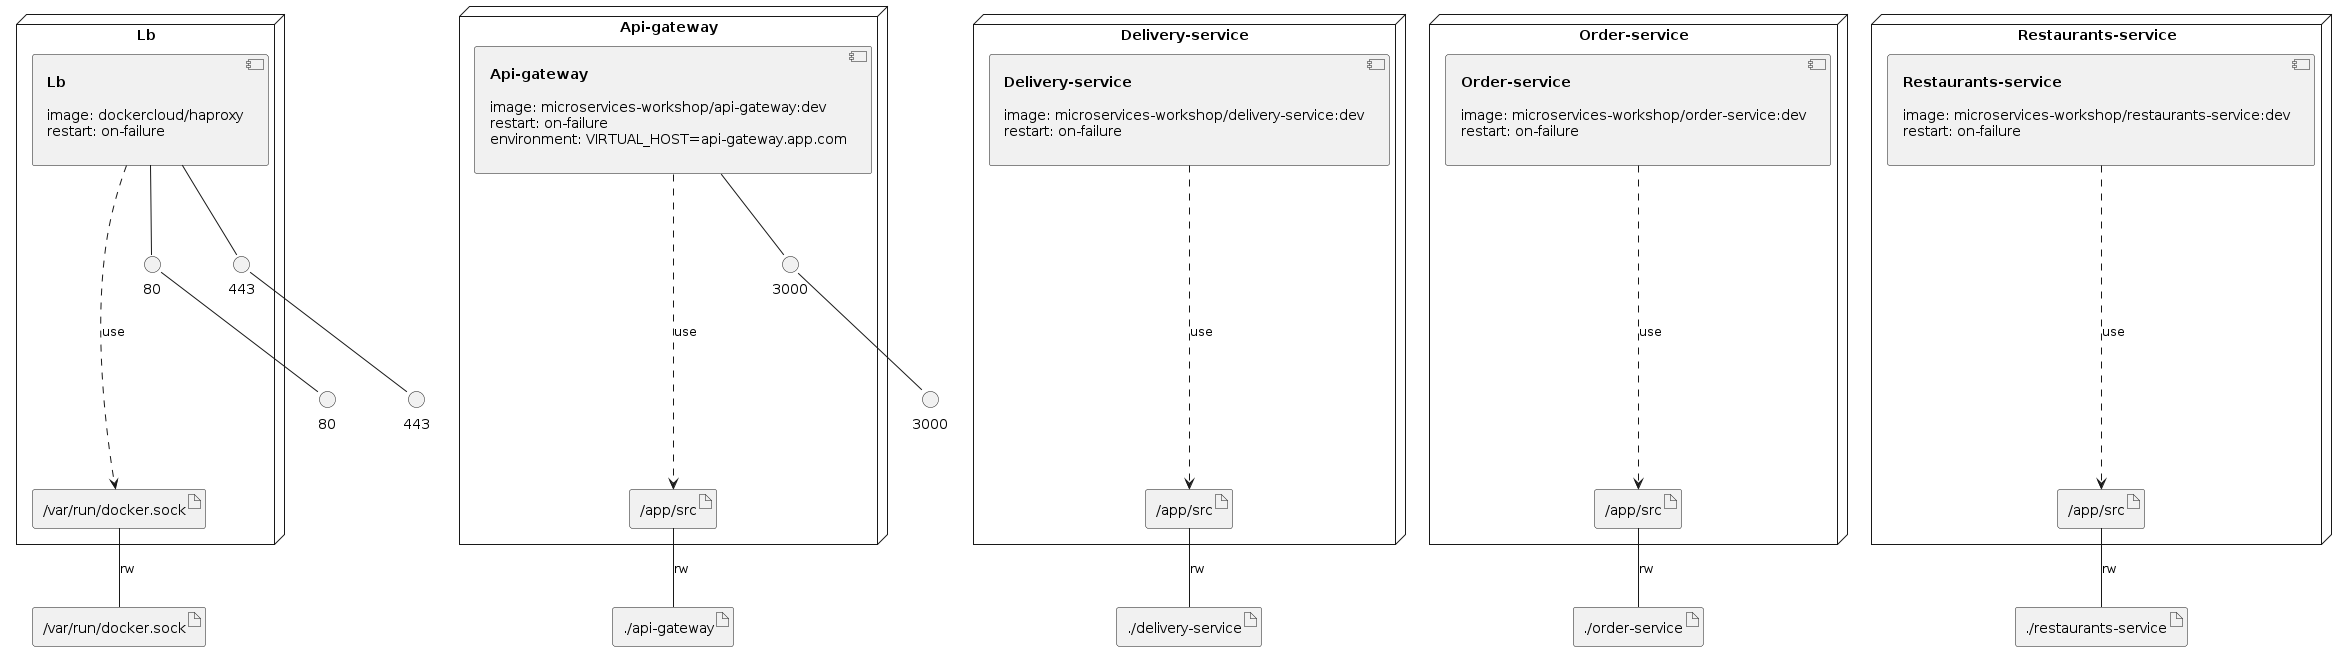 Lb
Lb
image: dockercloud/haproxy
restart: on-failure
80
443
use
80
443
/var/run/docker.sock
rw
/var/run/docker.sock
Api-gateway
Api-gateway
image: microservices-workshop/api-gateway:dev
restart: on-failure
environment: VIRTUAL_HOST=api-gateway.app.com
3000
use
3000
/app/src
rw
./api-gateway
Delivery-service
Delivery-service
image: microservices-workshop/delivery-service:dev
restart: on-failure
use
/app/src
rw
./delivery-service
Order-service
Order-service
image: microservices-workshop/order-service:dev
restart: on-failure
use
/app/src
rw
./order-service
Restaurants-service
Restaurants-service
image: microservices-workshop/restaurants-service:dev
restart: on-failure
use
/app/src
rw
./restaurants-service